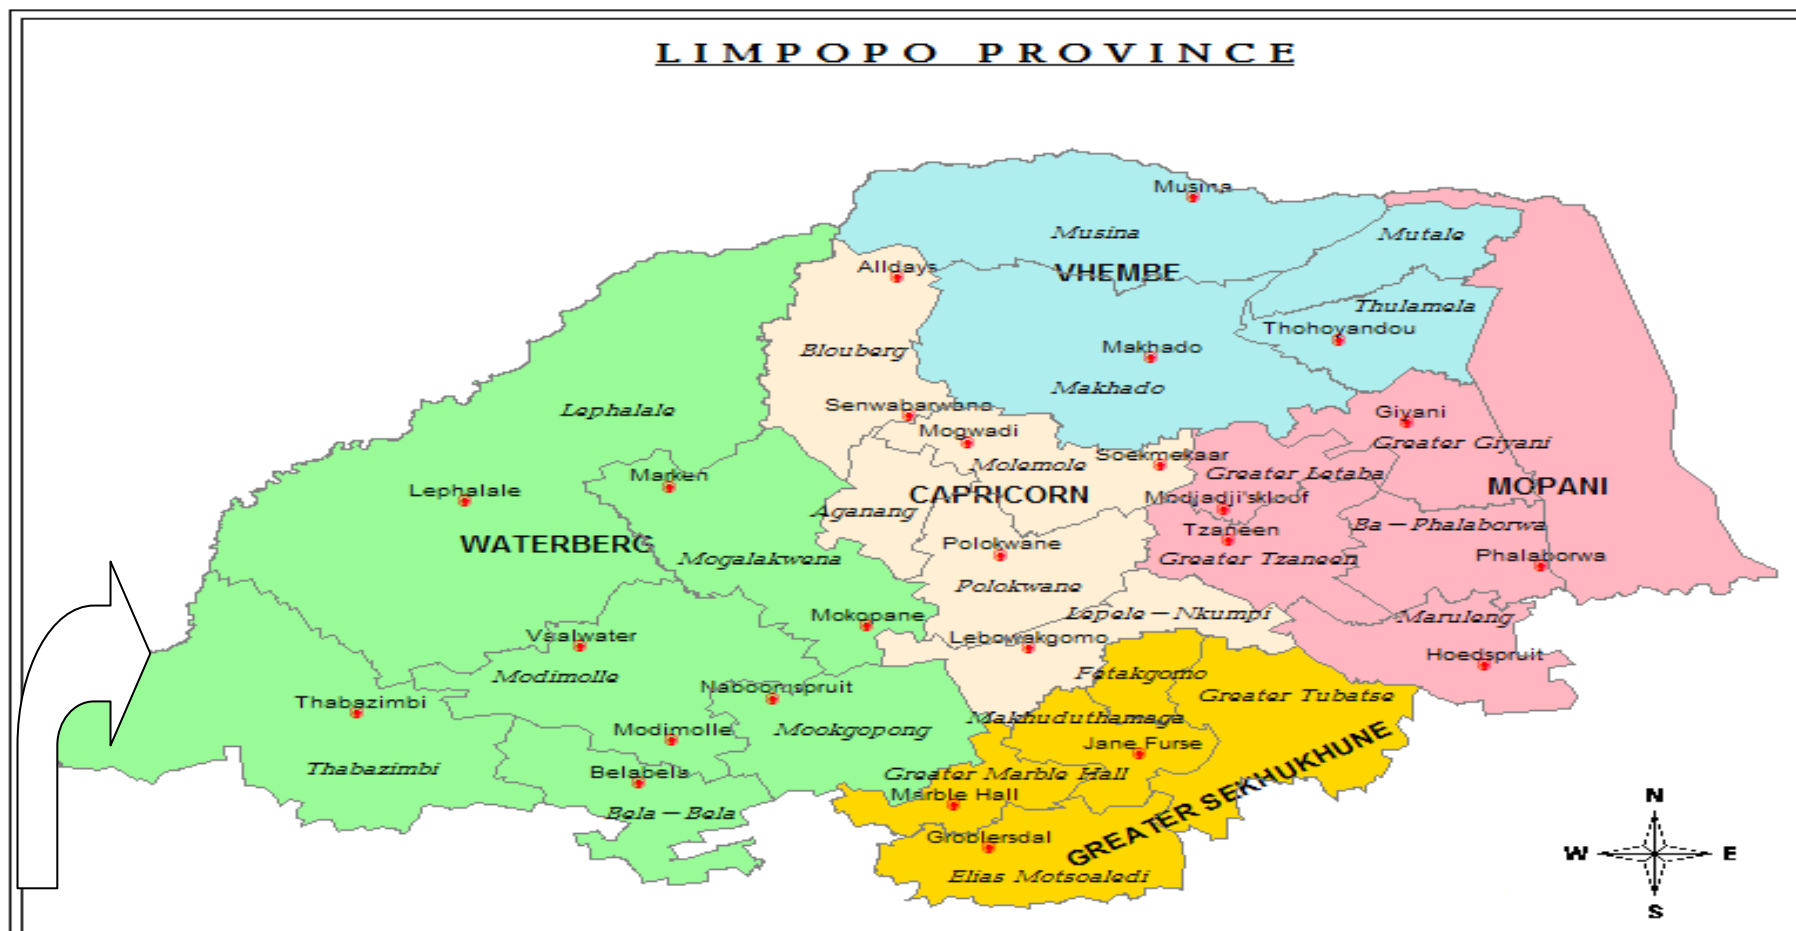 LIMPOPO PROVINCE
Musina
Musina
Mutale
Alldays
VHEMBE
Thulamela
Thohoyandou
Makhado
Blouberg
Makhado
Lephalale
Senwabarwano
Giyani
Mogwadi
Greater Giyani
Soekmekaar
Molemole
Marken
Greater Letaba
Lephalale
CAPRICORN
MOPANI
Modjadji'skloof
Aganang
Ba-Phalaborwa
Tzaneen
WATERBERG
Polokwane
Mogalakwena
Greater Tzaneen
Phalaborwa
Polokwane
Mokopane
Lepele-Nkumpi
Maruleng
Vaalwater
Lebowakgomo
Hoedspruit
Modimolle
Fetakgomo
Naboomspruit
Greater Tubatse
Thabazimbi
Makhuduthamaga
Modimolle
Mookgopong
Jane Furse
Thabazimbi
Belabela
Greater Marble Hall
GREATER SEKHUKHUNE
Marble Hall
Bela-Bela
Groblersdal
Elias Motsoaledi
N
W E
S